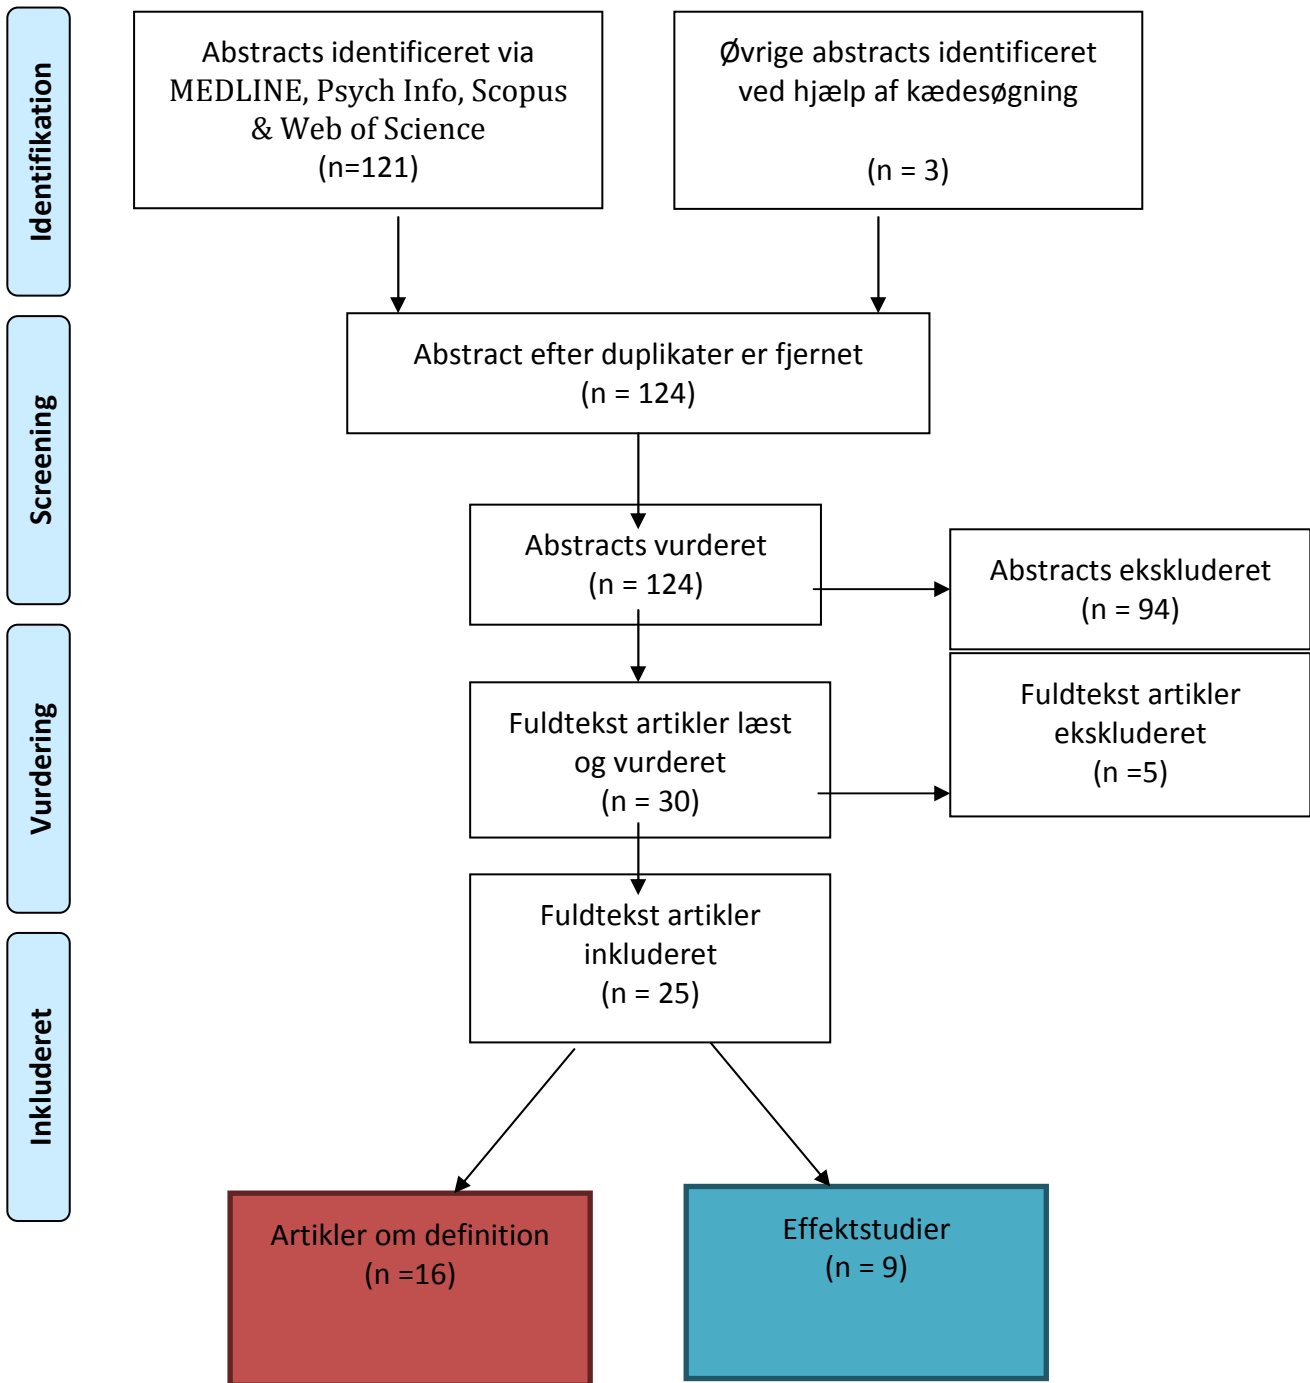 Identifikation
Abstracts identificeret via
MEDLINE, Psych Info, Scopus
& Web of Science
(n=121)
Øvrige abstracts identificeret
ved hjælp af kædesøgning
(n = 3)
Screening
Abstract efter duplikater er fjernet
(n = 124)
Abstracts vurderet
(n = 124)
Abstracts ekskluderet
(n = 94)
Vurdering
Fuldtekst artikler læst
og vurderet
(n = 30)
Fuldtekst artikler
ekskluderet
(n =5)
Inkluderet
Fuldtekst artikler
inkluderet
(n = 25)
Artikler om definition
(n =16)
Effektstudier
(n = 9)